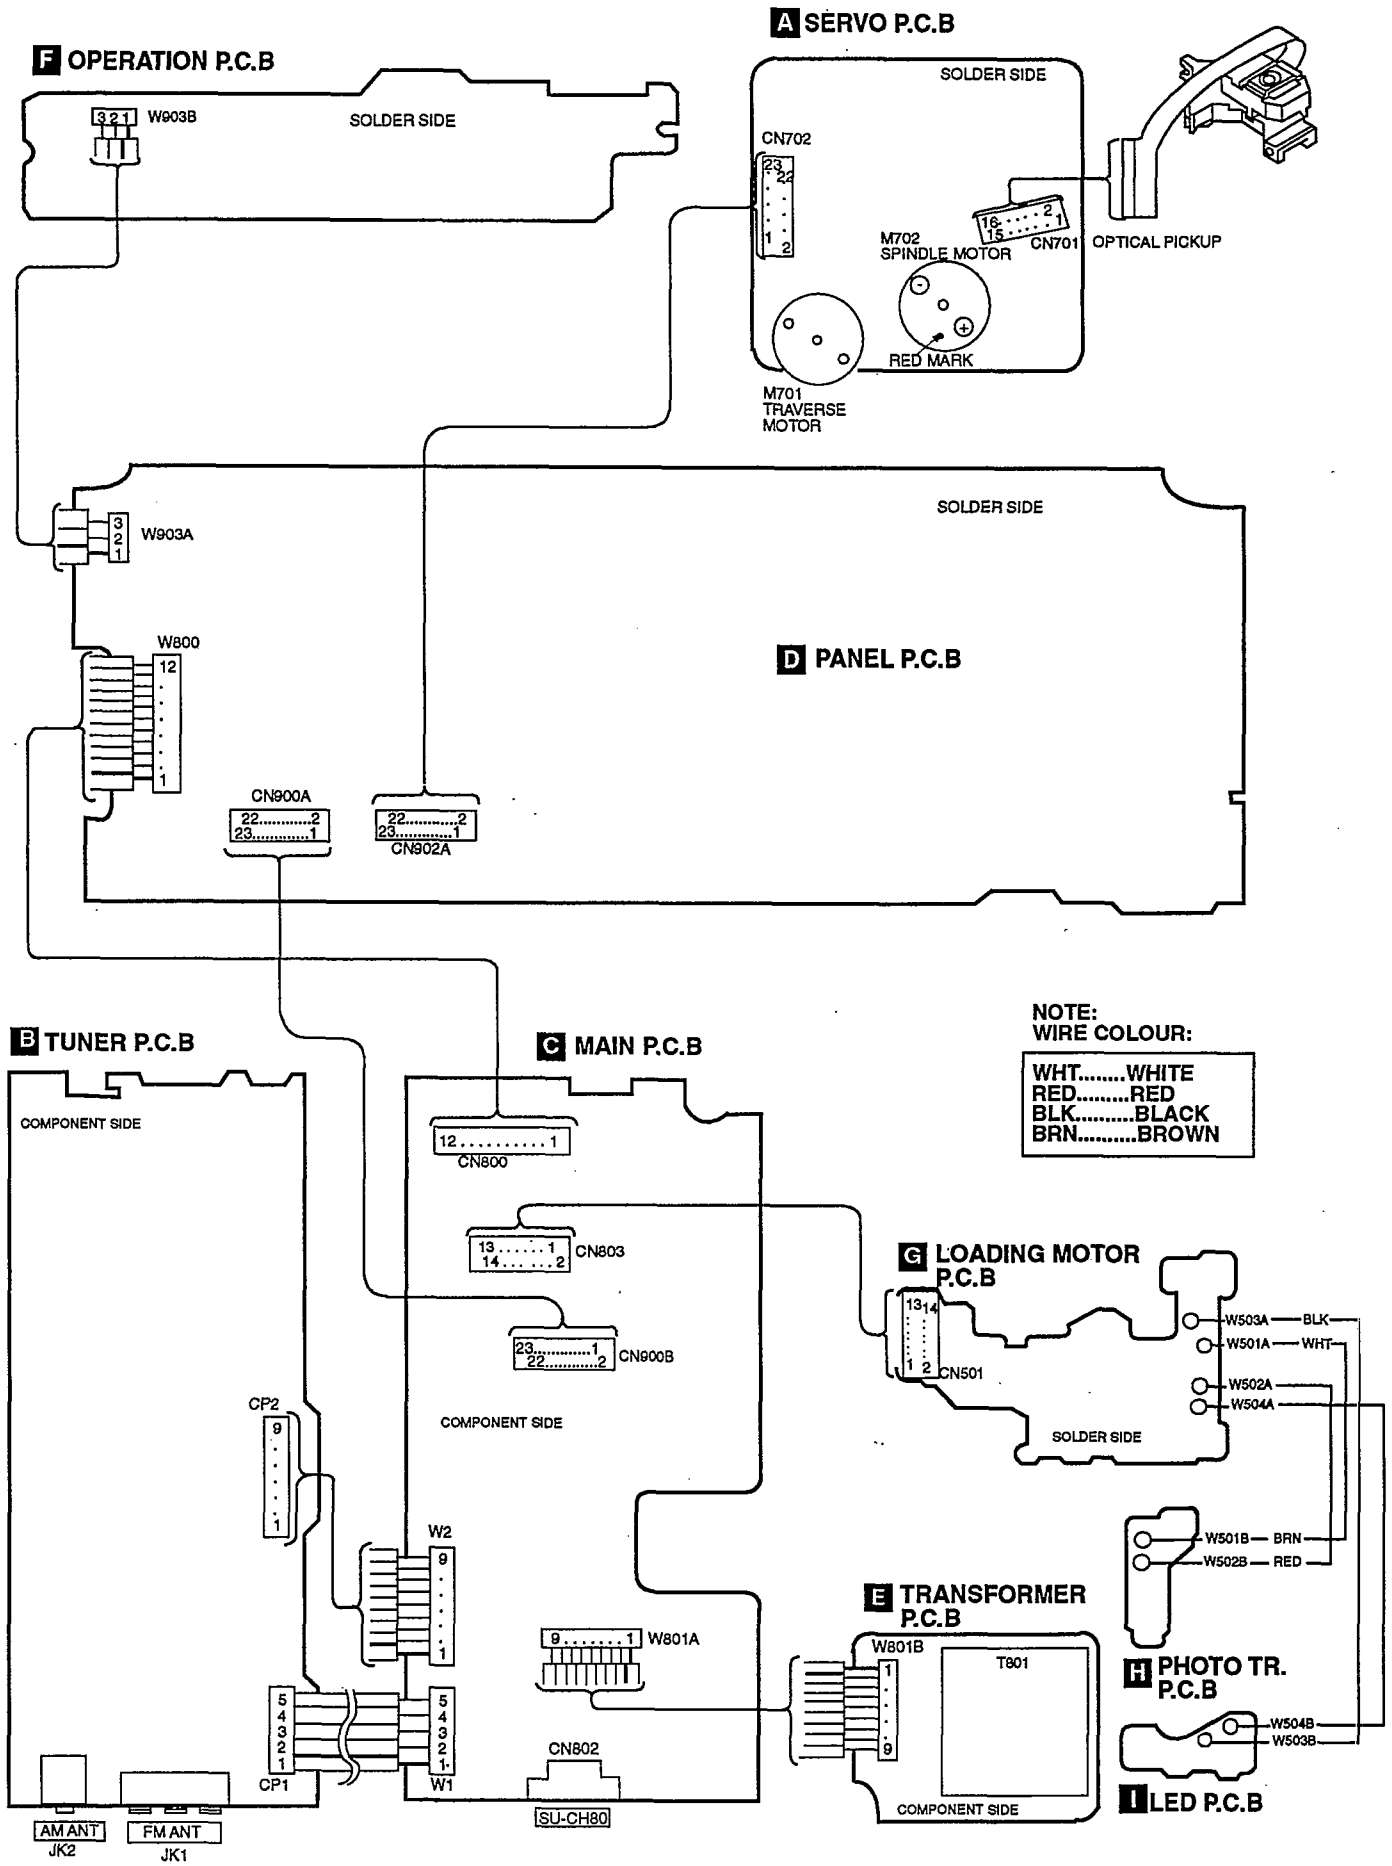 A SERVO P.C.B
F OPERATION P.C.B
SOLDER SIDE
3 2 1 W903B
SOLDER SIDE
CN702
23
22
1
2
16 2
15 1
CN701
OPTICAL PICKUP
M702
SPINDLE MOTOR
-
+
RED MARK
M701
TRAVERSE
MOTOR
SOLDER SIDE
3
2
1
W903A
W800
12
1
D PANEL P.C.B
CN900A
22............2
23.............1
22............2
23............1
CN902A
NOTE:
WIRE COLOUR:
WHT........WHITE
RED.........RED
BLK..........BLACK
BRN..........BROWN
B TUNER P.C.B
C MAIN P.C.B
COMPONENT SIDE
12..........1
CN800
13......1
14......2
CN803
23............1
22............2
CN900B
COMPONENT SIDE
G LOADING MOTOR
P.C.B
13 14
1 2
CN501
W503A BLK
W501A WHT
W502A
W504A
SOLDER SIDE
CP2
9
1
W2
9
1
W501B BRN
W502B RED
H PHOTO TR.
P.C.B
E TRANSFORMER
P.C.B
9.......1
W801A
W801B
1
9
T801
COMPONENT SIDE
5
4
3
2
1
CP1
5
4
3
2
1
W1
CN802
SU-CH80
W504B
W503B
I LED P.C.B
AM ANT
JK2
FM ANT
JK1